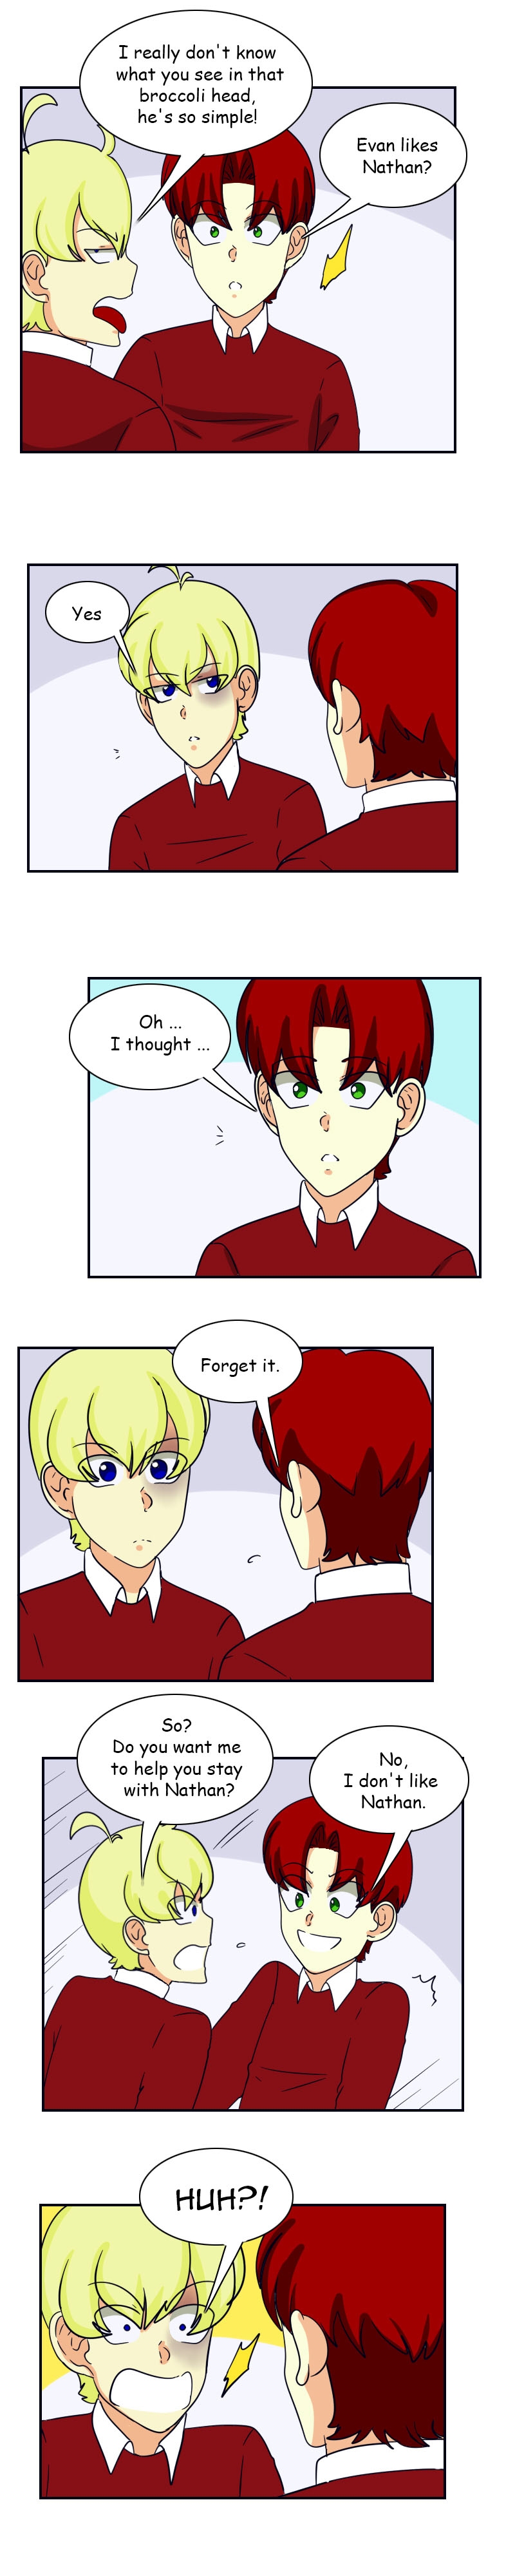 I really don't know
what you see in that
broccoli head,
he's so simple!
Evan likes
Nathan?
Yes
Oh ...
I thought ...
Forget it.
So?
Do you want me
to help you stay
with Nathan?
No,
I don't like
Nathan.
HUH?!